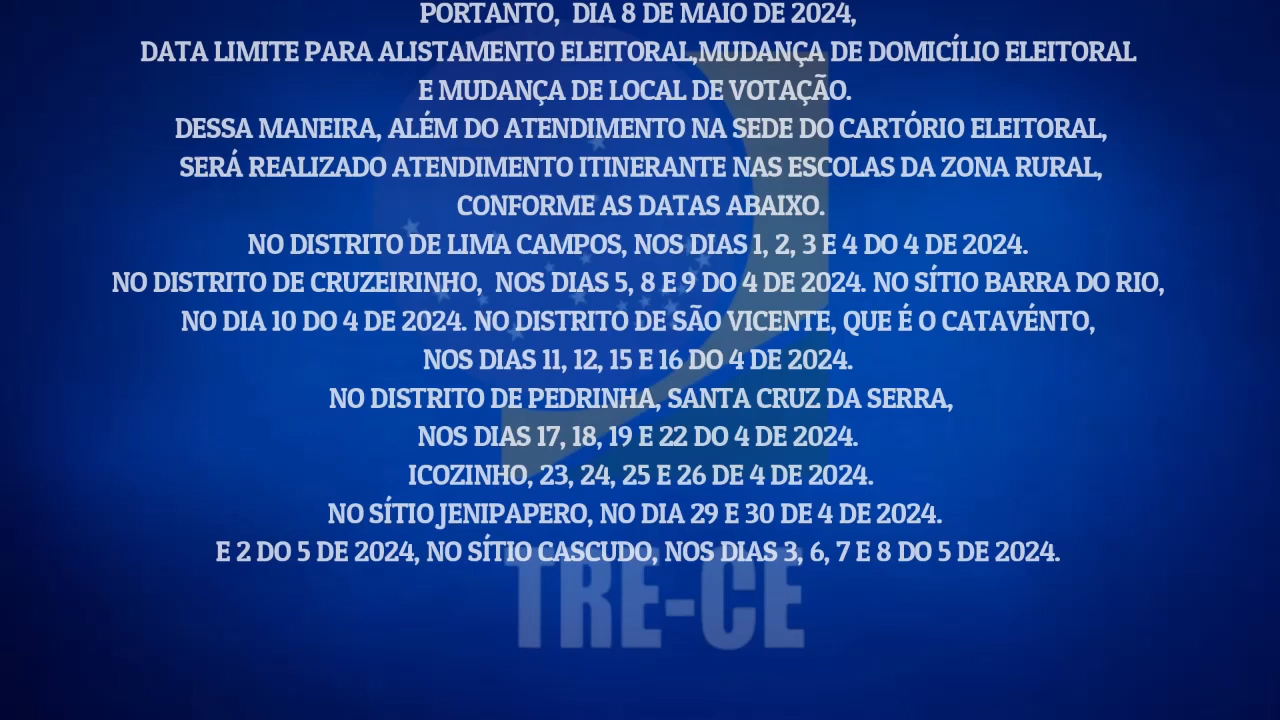 PORTANTO, DIA 8 DE MAIO DE 2024,
DATA LIMITE PARA ALISTAMENTO ELEITORAL,MUDANÇA DE DOMICÍLIO ELEITORAL
E MUDANÇA DE LOCAL DE VOTAÇÃO.
DESSA MANEIRA, ALÉM DO ATENDIMENTO NA SEDE DO CARTÓRIO ELEITORAL,
SERÁ REALIZADO ATENDIMENTO ITINERANTE NAS ESCOLAS DA ZONA RURAL,
CONFORME AS DATAS ABAIXO.
NO DISTRITO DE LIMA CAMPOS, NOS DIAS 1, 2, 3 E 4 DO 4 DE 2024.
NO DISTRITO DE CRUZEIRINHO, NOS DIAS 5, 8 E 9 DO 4 DE 2024. NO SÍTIO BARRA DO RIO,
NO DIA 10 DO 4 DE 2024. NO DISTRITO DE SÃO VICENTE, QUE É O CATAVÉNTO,
NOS DIAS 11, 12, 15 E 16 DO 4 DE 2024.
NO DISTRITO DE PEDRINHA, SANTA CRUZ DA SERRA,
NOS DIAS 17, 18, 19 E 22 DO 4 DE 2024.
ICOZINHO, 23, 24, 25 E 26 DE 4 DE 2024.
NO SÍTIO JENIPAPERO, NO DIA 29 E 30 DE 4 DE 2024.
E 2 DO 5 DE 2024, NO SÍTIO CASCUDO, NOS DIAS 3, 6, 7 E 8 DO 5 DE 2024.
TRE-CE